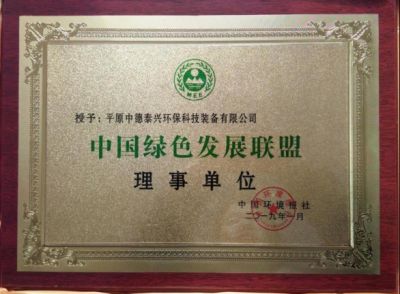 MEE
授予：平原中德泰兴环保科技装备有限公司
中国绿色发展联盟
理事单位
中国环境报社
二〇一九年一月